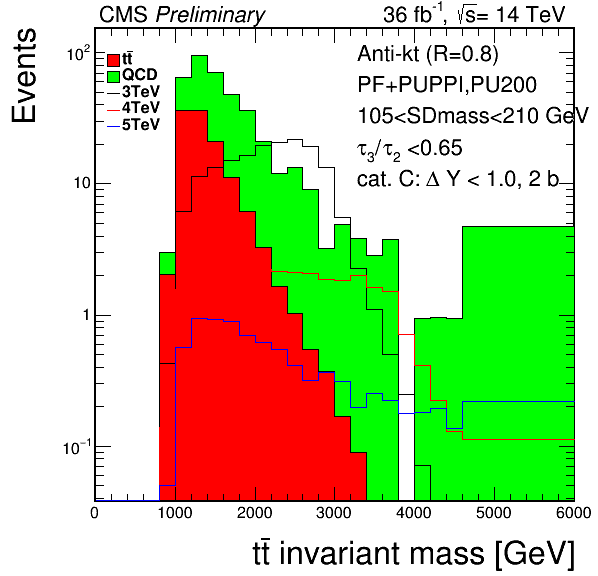 CMS Preliminary 36 fb⁻¹, √s= 14 TeV
Events
10²
10
1
10⁻¹
tt̄
QCD
3TeV
4TeV
5TeV
Anti-kt (R=0.8)
PF+PUPPI,PU200
105<SDmass<210 GeV
τ₃/τ₂ <0.65
cat. C: Δ Y < 1.0, 2 b
0 1000 2000 3000 4000 5000 6000
tt̄ invariant mass [GeV]